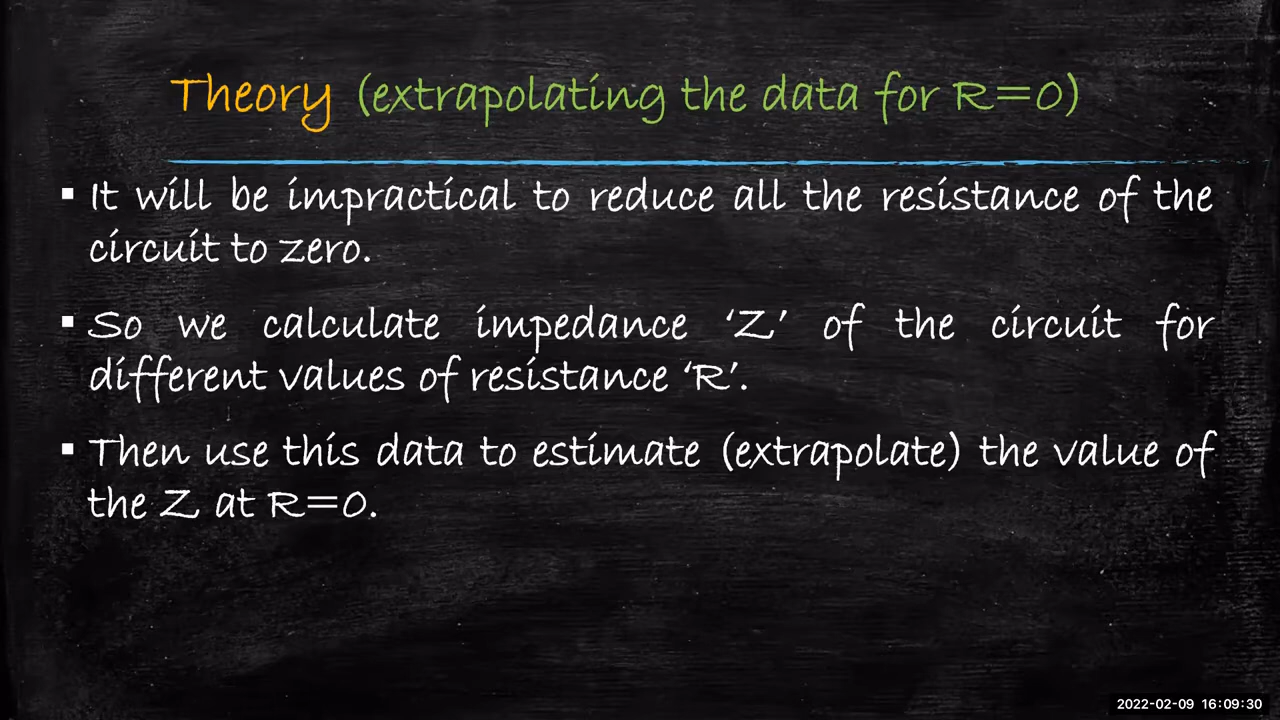 Theory (extrapolating the data for R=0)
▪ It will be impractical to reduce all the resistance of the
circuit to zero.
▪ So we calculate impedance ‘Z’ of the circuit for
different values of resistance ‘R’.
▪ Then use this data to estimate (extrapolate) the value of
the Z at R=0.
2022-02-09 16:09:30